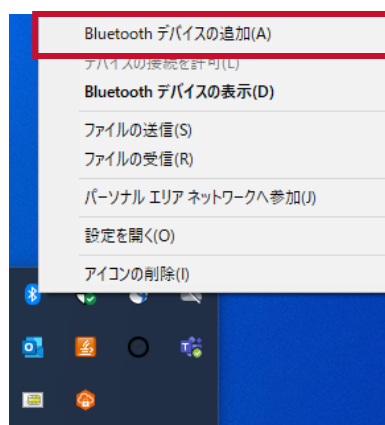 Bluetooth デバイスの追加(A)
デバイスの接続を許可(L)
Bluetooth デバイスの表示(D)
ファイルの送信(S)
ファイルの受信(R)
パーソナル エリア ネットワークへ参加(J)
設定を開く(O)
アイコンの削除(I)